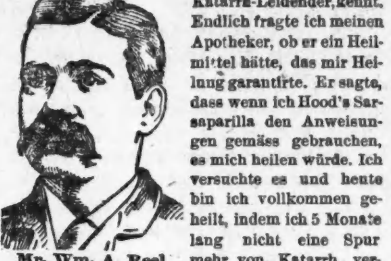 Katarrh-Leidender, kennt.
Endlich fragte ich meinen
Apotheker, ob er ein Heil-
mittel hätte, das mir Hei-
lung garantirte. Er sagte,
dass wenn ich Hood's Sar-
saparilla den Anweisun-
gen gemäss gebrauchen,
es mich heilen würde. Ich
versuchte es und heute
bin ich vollkommen ge-
heilt, indem ich 5 Monate
lang nicht eine Spur
mehr von Katarrh ver-
Mr. Wm. A.